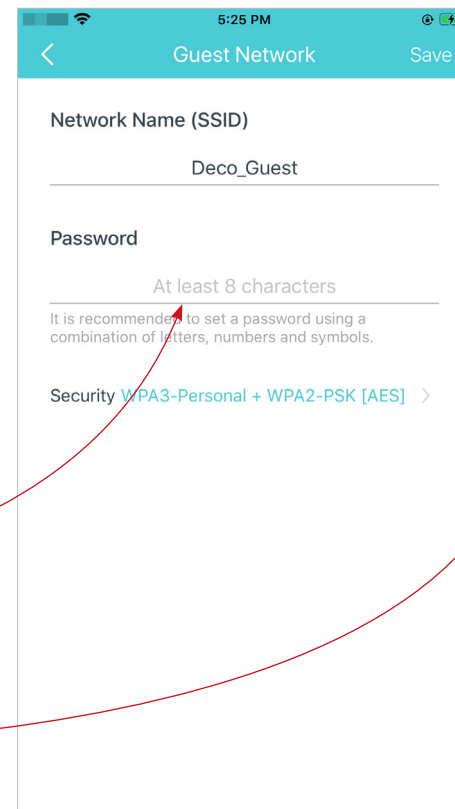 5:25 PM
Guest Network
Save
Network Name (SSID)
Deco_Guest
Password
At least 8 characters
It is recommended to set a password using a
combination of letters, numbers and symbols.
Security WPA3-Personal + WPA2-PSK [AES]